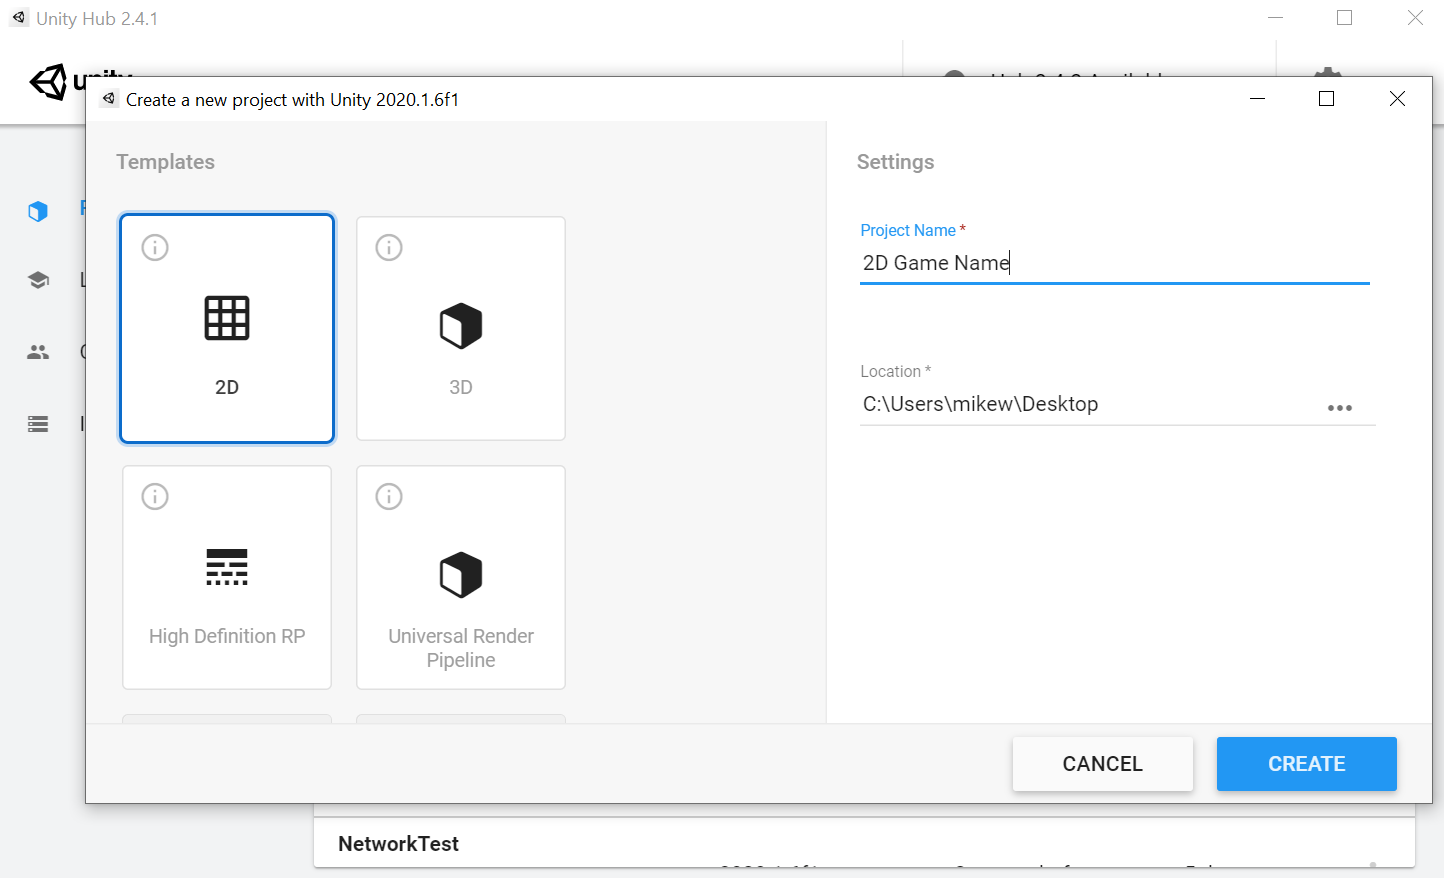 Unity Hub 2.4.1
Create a new project with Unity 2020.1.6f1
Templates
Settings
Project Name *
2D Game Name
2D
3D
Location *
C:\Users\mikew\Desktop
High Definition RP
Universal Render
Pipeline
CANCEL
CREATE
NetworkTest